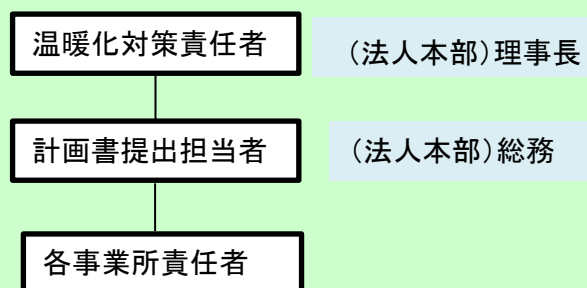 温暖化対策責任者 （法人本部）理事長
計画書提出担当者 （法人本部）総務
各事業所責任者